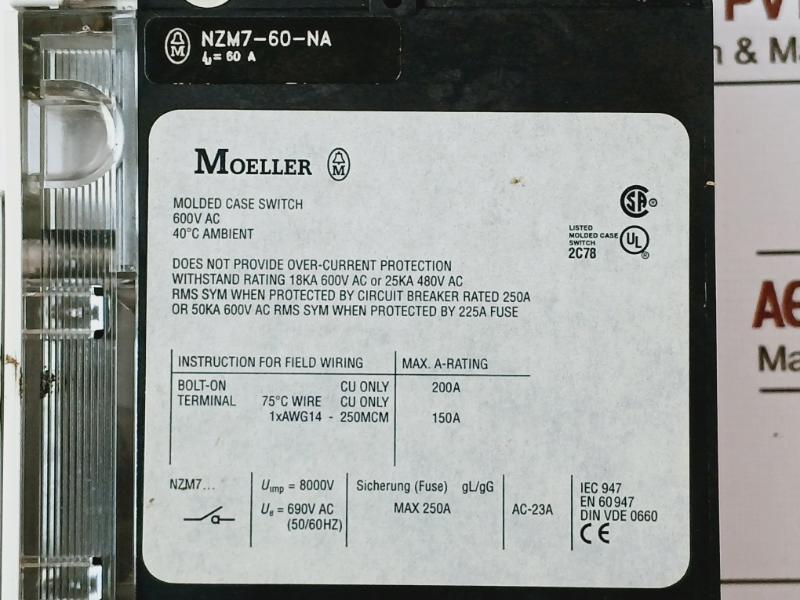 M NZM7-60-NA
Iu= 60 A
MOELLER M
MOLDED CASE SWITCH
600V AC
40°C AMBIENT
SA
LISTED
MOLDED CASE
SWITCH
2C78
UL
DOES NOT PROVIDE OVER-CURRENT PROTECTION
WITHSTAND RATING 18KA 600V AC or 25KA 480V AC
RMS SYM WHEN PROTECTED BY CIRCUIT BREAKER RATED 250A
OR 50KA 600V AC RMS SYM WHEN PROTECTED BY 225A FUSE
INSTRUCTION FOR FIELD WIRING MAX. A-RATING
BOLT-ON CU ONLY 200A
TERMINAL 75°C WIRE CU ONLY
1xAWG14 - 250MCM 150A
NZM7... Uimp = 8000V Sicherung (Fuse) gL/gG IEC 947
Ue = 690V AC MAX 250A AC-23A EN 60947
(50/60HZ) DIN VDE 0660
CE
PV
& Ma
Ae
Ma